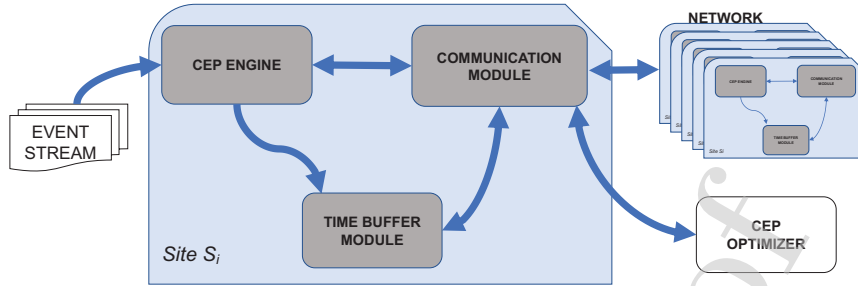 NETWORK
CEP ENGINE
COMMUNICATION
MODULE
EVENT
STREAM
TIME BUFFER
MODULE
Site Si
CEP ENGINE
COMMUNICATION
MODULE
TIME BUFFER
MODULE
Site Si
CEP
OPTIMIZER